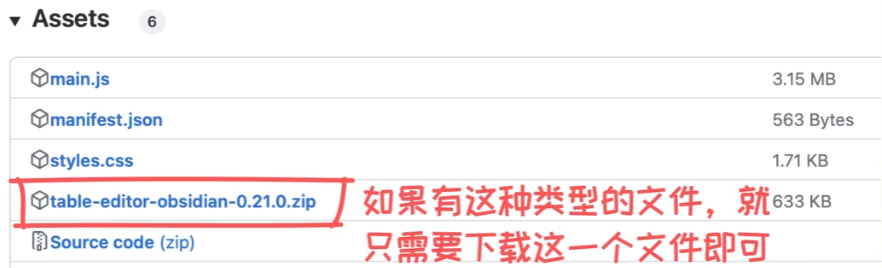 Assets 6
main.js 3.15 MB
manifest.json 563 Bytes
styles.css 1.71 KB
table-editor-obsidian-0.21.0.zip 如果有这种类型的文件，就 633 KB
Source code (zip) 只需要下载这一个文件即可